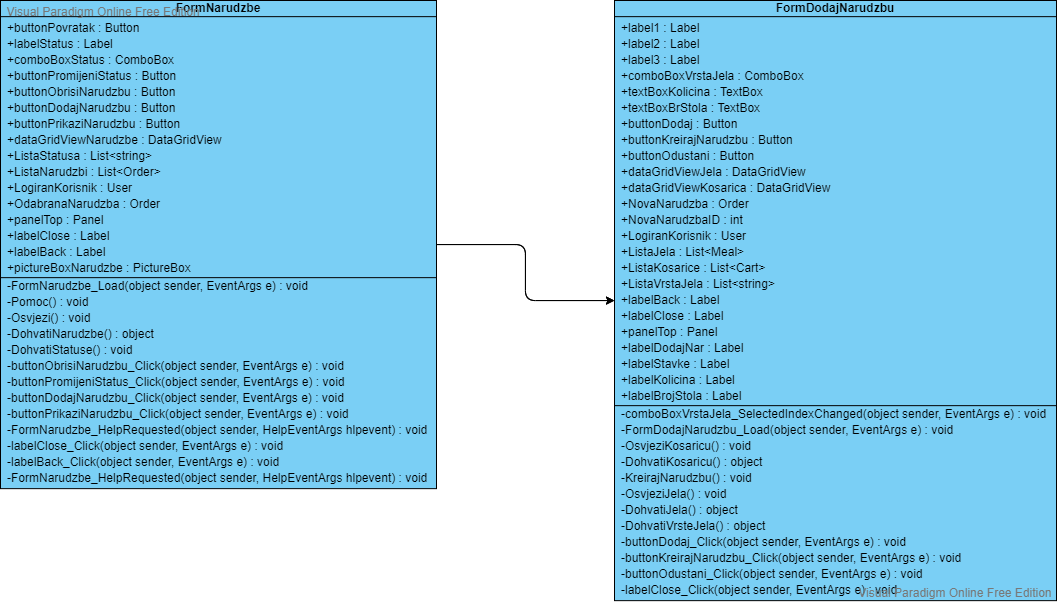 Visual Paradigm Online Free Edition
FormNarudzbe
+buttonPovratak : Button
+labelStatus : Label
+comboBoxStatus : ComboBox
+buttonPromijeniStatus : Button
+buttonObrisiNarudzbu : Button
+buttonDodajNarudzbu : Button
+buttonPrikaziNarudzbu : Button
+dataGridViewNarudzbe : DataGridView
+ListaStatusa : List<string>
+ListaNarudzbi : List<Order>
+LogiranKorisnik : User
+OdabranaNarudzba : Order
+panelTop : Panel
+labelClose : Label
+labelBack : Label
+pictureBoxNarudzbe : PictureBox
-FormNarudzbe_Load(object sender, EventArgs e) : void
-Pomoc() : void
-Osvjezi() : void
-DohvatiNarudzbe() : object
-DohvatiStatuse() : void
-buttonObrisiNarudzbu_Click(object sender, EventArgs e) : void
-buttonPromijeniStatus_Click(object sender, EventArgs e) : void
-buttonDodajNarudzbu_Click(object sender, EventArgs e) : void
-buttonPrikaziNarudzbu_Click(object sender, EventArgs e) : void
-FormNarudzbe_HelpRequested(object sender, HelpEventArgs hlpevent) : void
-labelClose_Click(object sender, EventArgs e) : void
-labelBack_Click(object sender, EventArgs e) : void
-FormNarudzbe_HelpRequested(object sender, HelpEventArgs hlpevent) : void
FormDodajNarudzbu
+label1 : Label
+label2 : Label
+label3 : Label
+comboBoxVrstaJela : ComboBox
+textBoxKolicina : TextBox
+textBoxBrStola : TextBox
+buttonDodaj : Button
+buttonKreirajNarudzbu : Button
+buttonOdustani : Button
+dataGridViewJela : DataGridView
+dataGridViewKosarica : DataGridView
+NovaNarudzba : Order
+NovaNarudzbaID : int
+LogiranKorisnik : User
+ListaJela : List<Meal>
+ListaKosarice : List<Cart>
+ListaVrstaJela : List<string>
+labelBack : Label
+labelClose : Label
+panelTop : Panel
+labelDodajNar : Label
+labelStavke : Label
+labelKolicina : Label
+labelBrojStola : Label
-comboBoxVrstaJela_SelectedIndexChanged(object sender, EventArgs e) : void
-FormDodajNarudzbu_Load(object sender, EventArgs e) : void
-OsvjeziKosaricu() : void
-DohvatiKosaricu() : object
-KreirajNarudzbu() : void
-OsvjeziJela() : void
-DohvatiJela() : object
-DohvatiVrsteJela() : object
-buttonDodaj_Click(object sender, EventArgs e) : void
-buttonKreirajNarudzbu_Click(object sender, EventArgs e) : void
-buttonOdustani_Click(object sender, EventArgs e) : void
-labelClose_Click(object sender, EventArgs e) : void
Visual Paradigm Online Free Edition